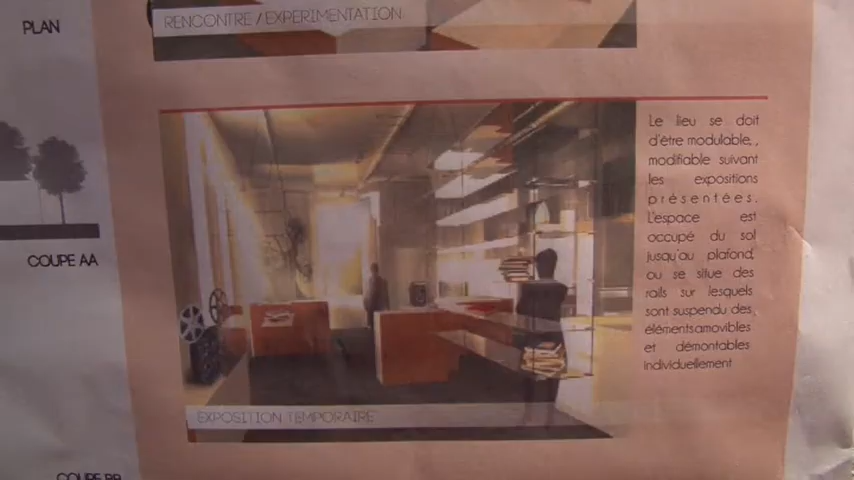 PLAN
RENCONTRE / EXPERIMENTATION
Le lieu se doit
d'être modulable, ,
modifiable suivant
les expositions
présentées.
L'espace est
occupé du sol
jusqu'au plafond,
ou se situe des
rails sur lesquels
sont suspendu des
élémentsamovibles
et démontables
individuellement
COUPE AA
EXPOSITION TEMPORAIRE
COUPE BB